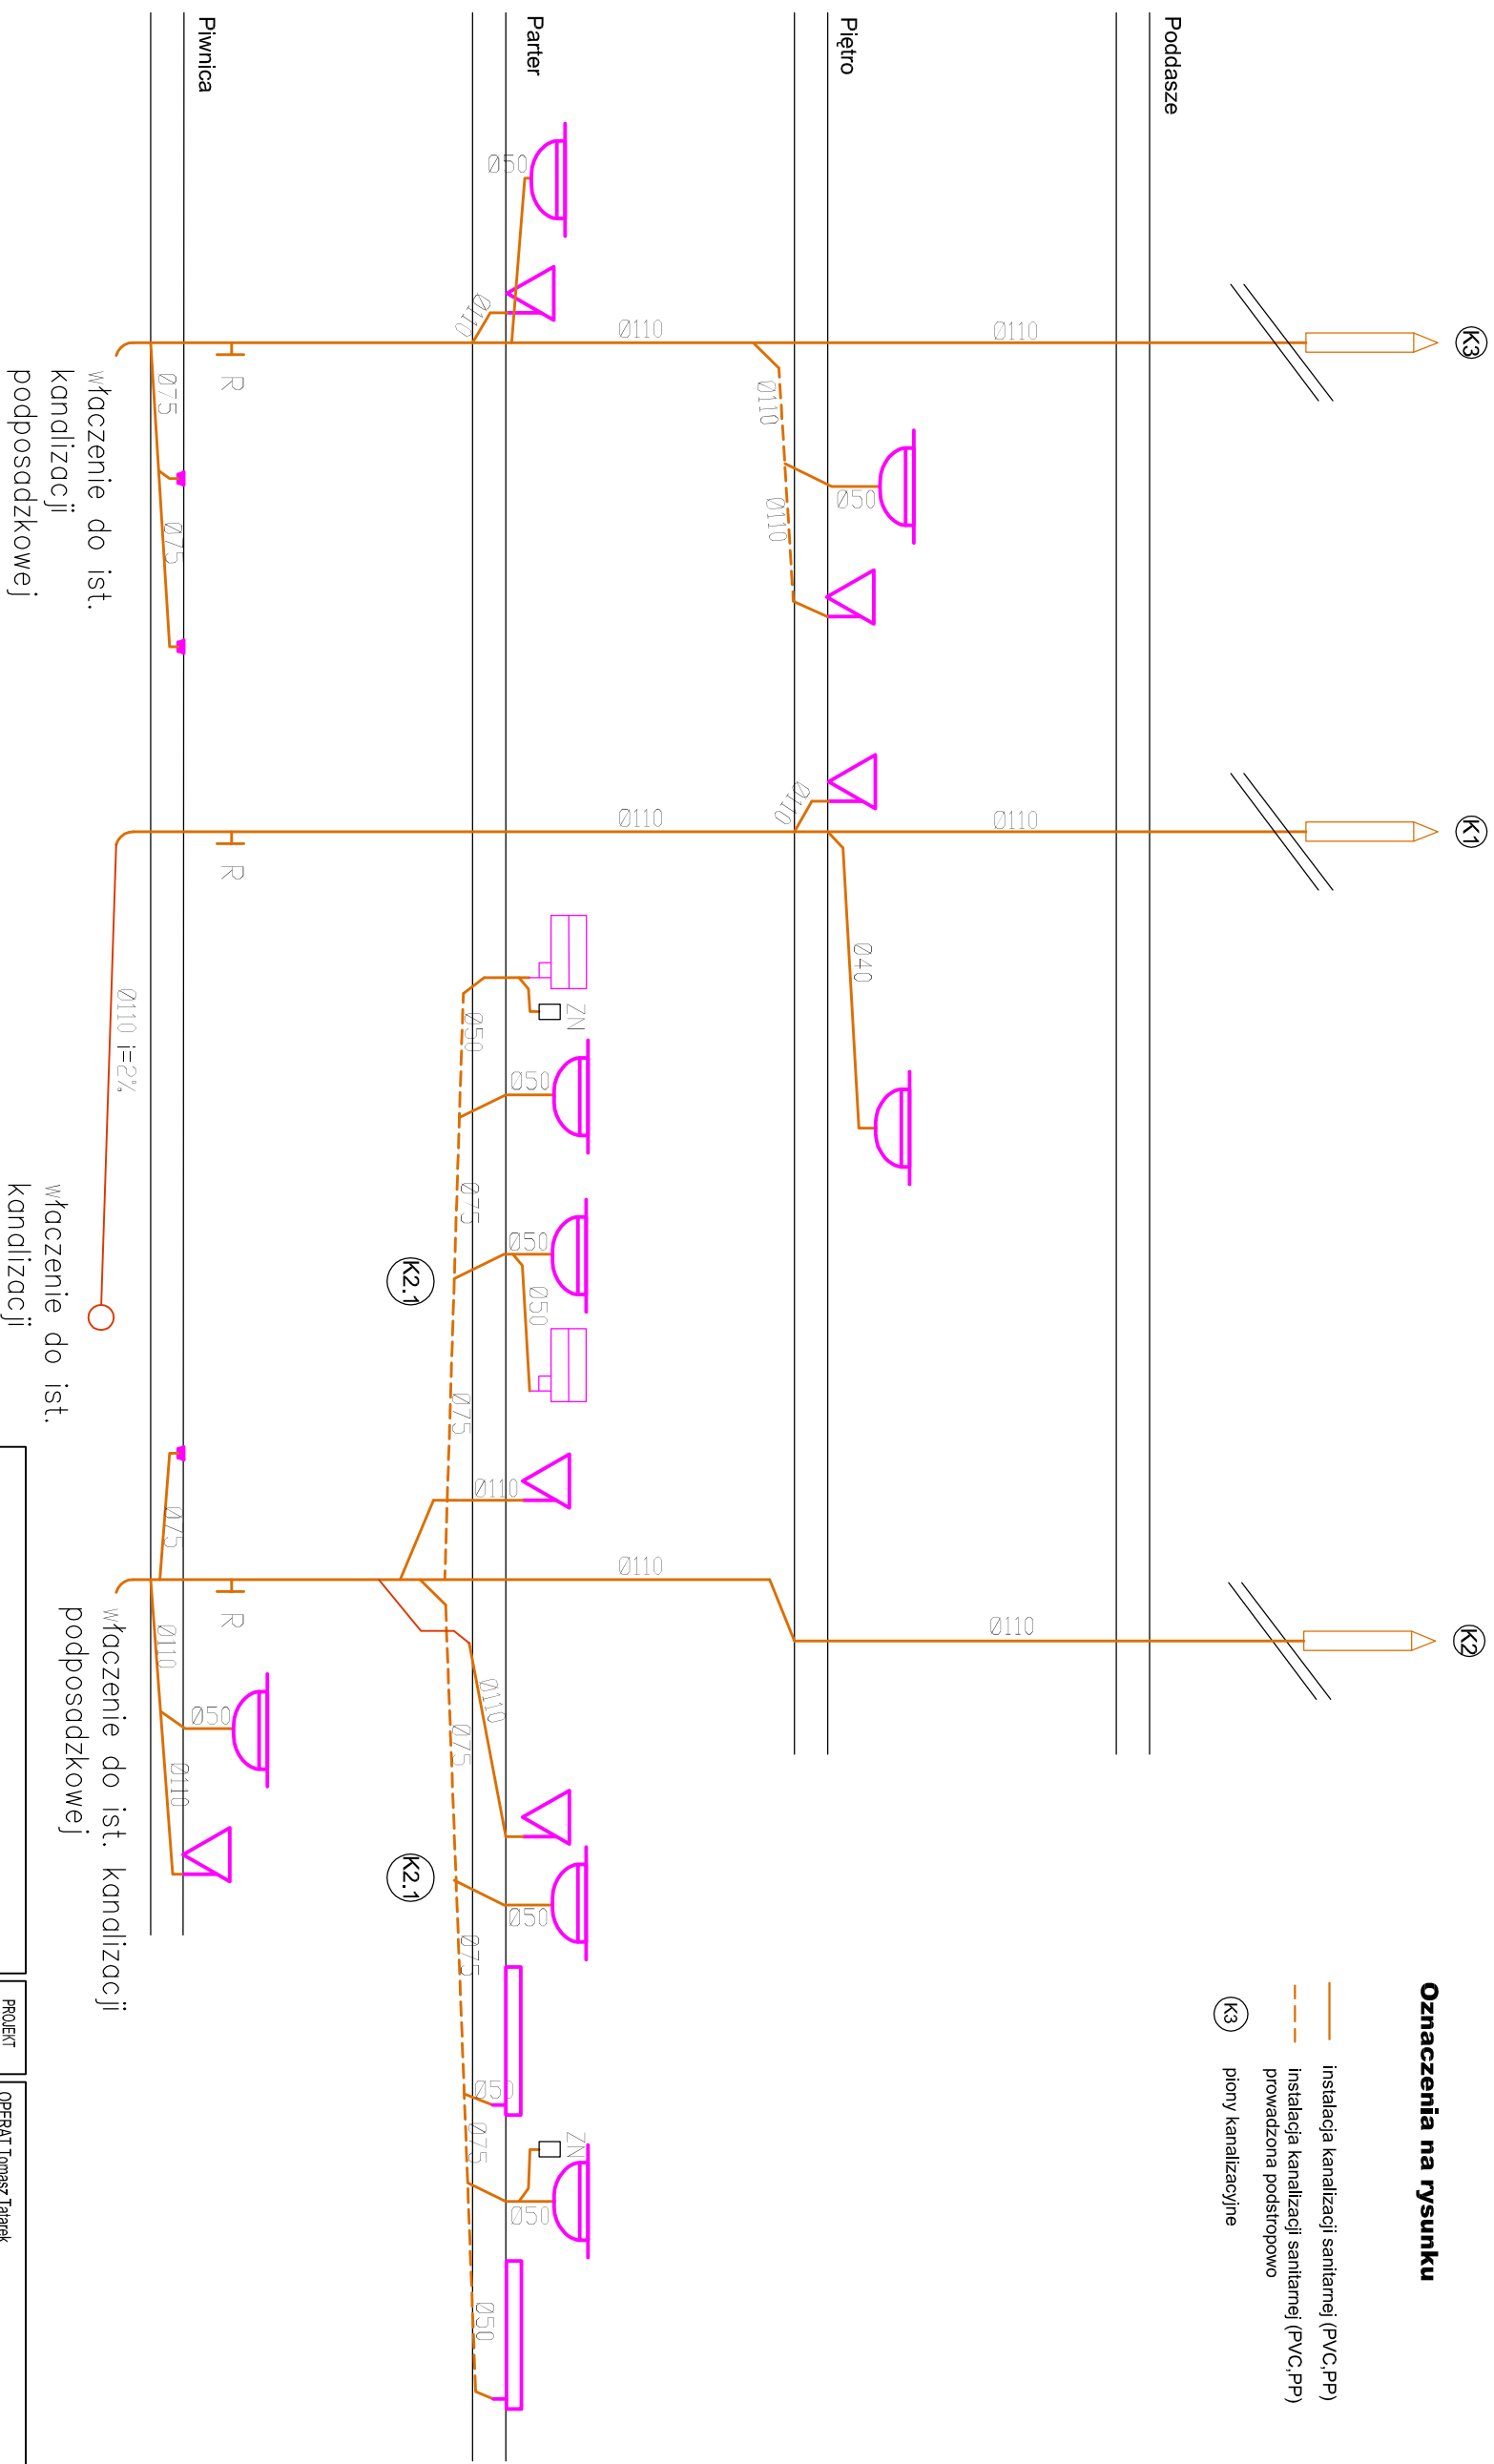 K3
K1
K2
Poddasze
Ø110
Ø110
Ø110
Piętro
Ø110
Ø110
Ø50
Ø110
Ø40
Ø110
Ø110
Ø110
Parter
Ø50
Ø110
ZN
Ø50
Ø50
Ø75
Ø50
Ø50
Ø75
Ø110
K2.1
Ø110
Ø75
Ø50
Ø75
Ø50
ZN
Ø75
Ø50
Ø50
K2.1
Piwnica
R
R
R
Ø75
Ø75
Ø75
Ø110
Ø50
Ø110
Ø110 i=2%
włączenie do ist.
kanalizacji
podposadzkowej
włączenie do ist.
kanalizacji
włączenie do ist. kanalizacji
podposadzkowej
Oznaczenia na rysunku
instalacja kanalizacji sanitarnej (PVC,PP)
instalacja kanalizacji sanitarnej (PVC,PP)
prowadzona podstropowo
K3 piony kanalizacyjne
PROJEKT
OPERAT Tomasz Tatarek